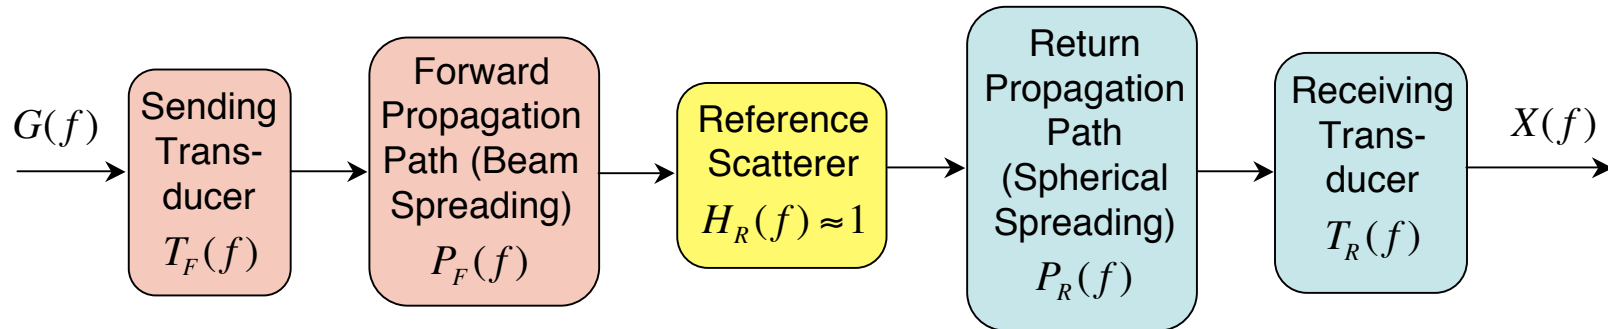 G(f)
Sending
Trans-
ducer
T_F(f)
Forward
Propagation
Path (Beam
Spreading)
P_F(f)
Reference
Scatterer
H_R(f) ≈ 1
Return
Propagation
Path
(Spherical
Spreading)
P_R(f)
Receiving
Trans-
ducer
T_R(f)
X(f)